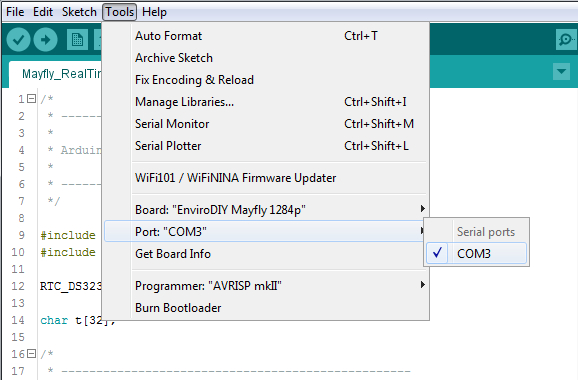 File Edit Sketch Tools Help
Auto Format Ctrl+T
Archive Sketch
Fix Encoding & Reload
Manage Libraries... Ctrl+Shift+I
Serial Monitor Ctrl+Shift+M
Serial Plotter Ctrl+Shift+L
WiFi101 / WiFiNINA Firmware Updater
Board: "EnviroDIY Mayfly 1284p"
Port: "COM3"
Get Board Info
Programmer: "AVRISP mkII"
Burn Bootloader
Serial ports
COM3
Mayfly_RealTin
1 /*
2 * -----
3 *
4 * Arduin
5 *
6 * -----
7 */
8
9 #include
10 #include
11
12 RTC_DS323
13
14 char t[32];
15
16 /*
17 * --------------------------------------------------